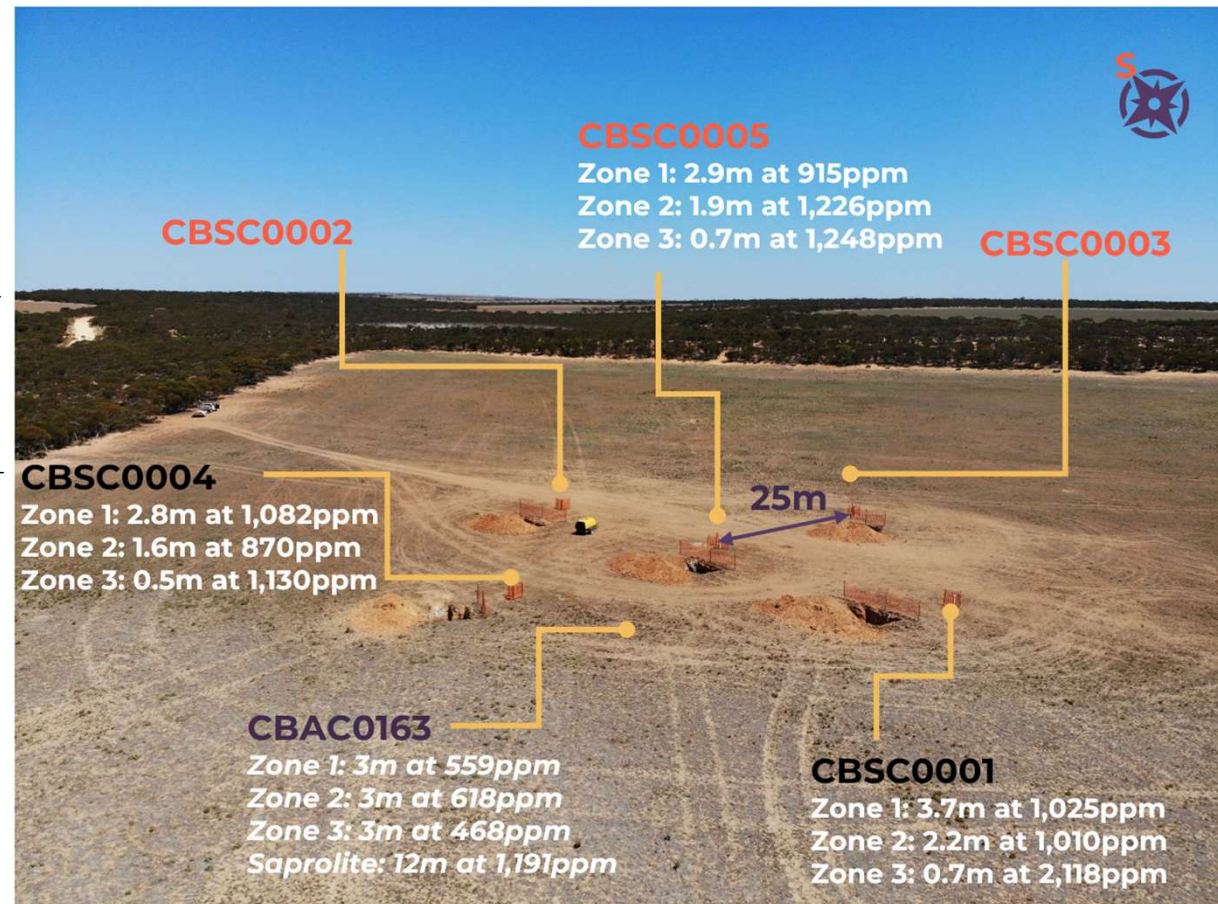 S
CBSC0005
Zone 1: 2.9m at 915ppm
Zone 2: 1.9m at 1,226ppm
Zone 3: 0.7m at 1,248ppm
CBSC0002
CBSC0003
CBSC0004
Zone 1: 2.8m at 1,082ppm
Zone 2: 1.6m at 870ppm
Zone 3: 0.5m at 1,130ppm
25m
CBAC0163
Zone 1: 3m at 559ppm
Zone 2: 3m at 618ppm
Zone 3: 3m at 468ppm
Saprolite: 12m at 1,191ppm
CBSC0001
Zone 1: 3.7m at 1,025ppm
Zone 2: 2.2m at 1,010ppm
Zone 3: 0.7m at 2,118ppm